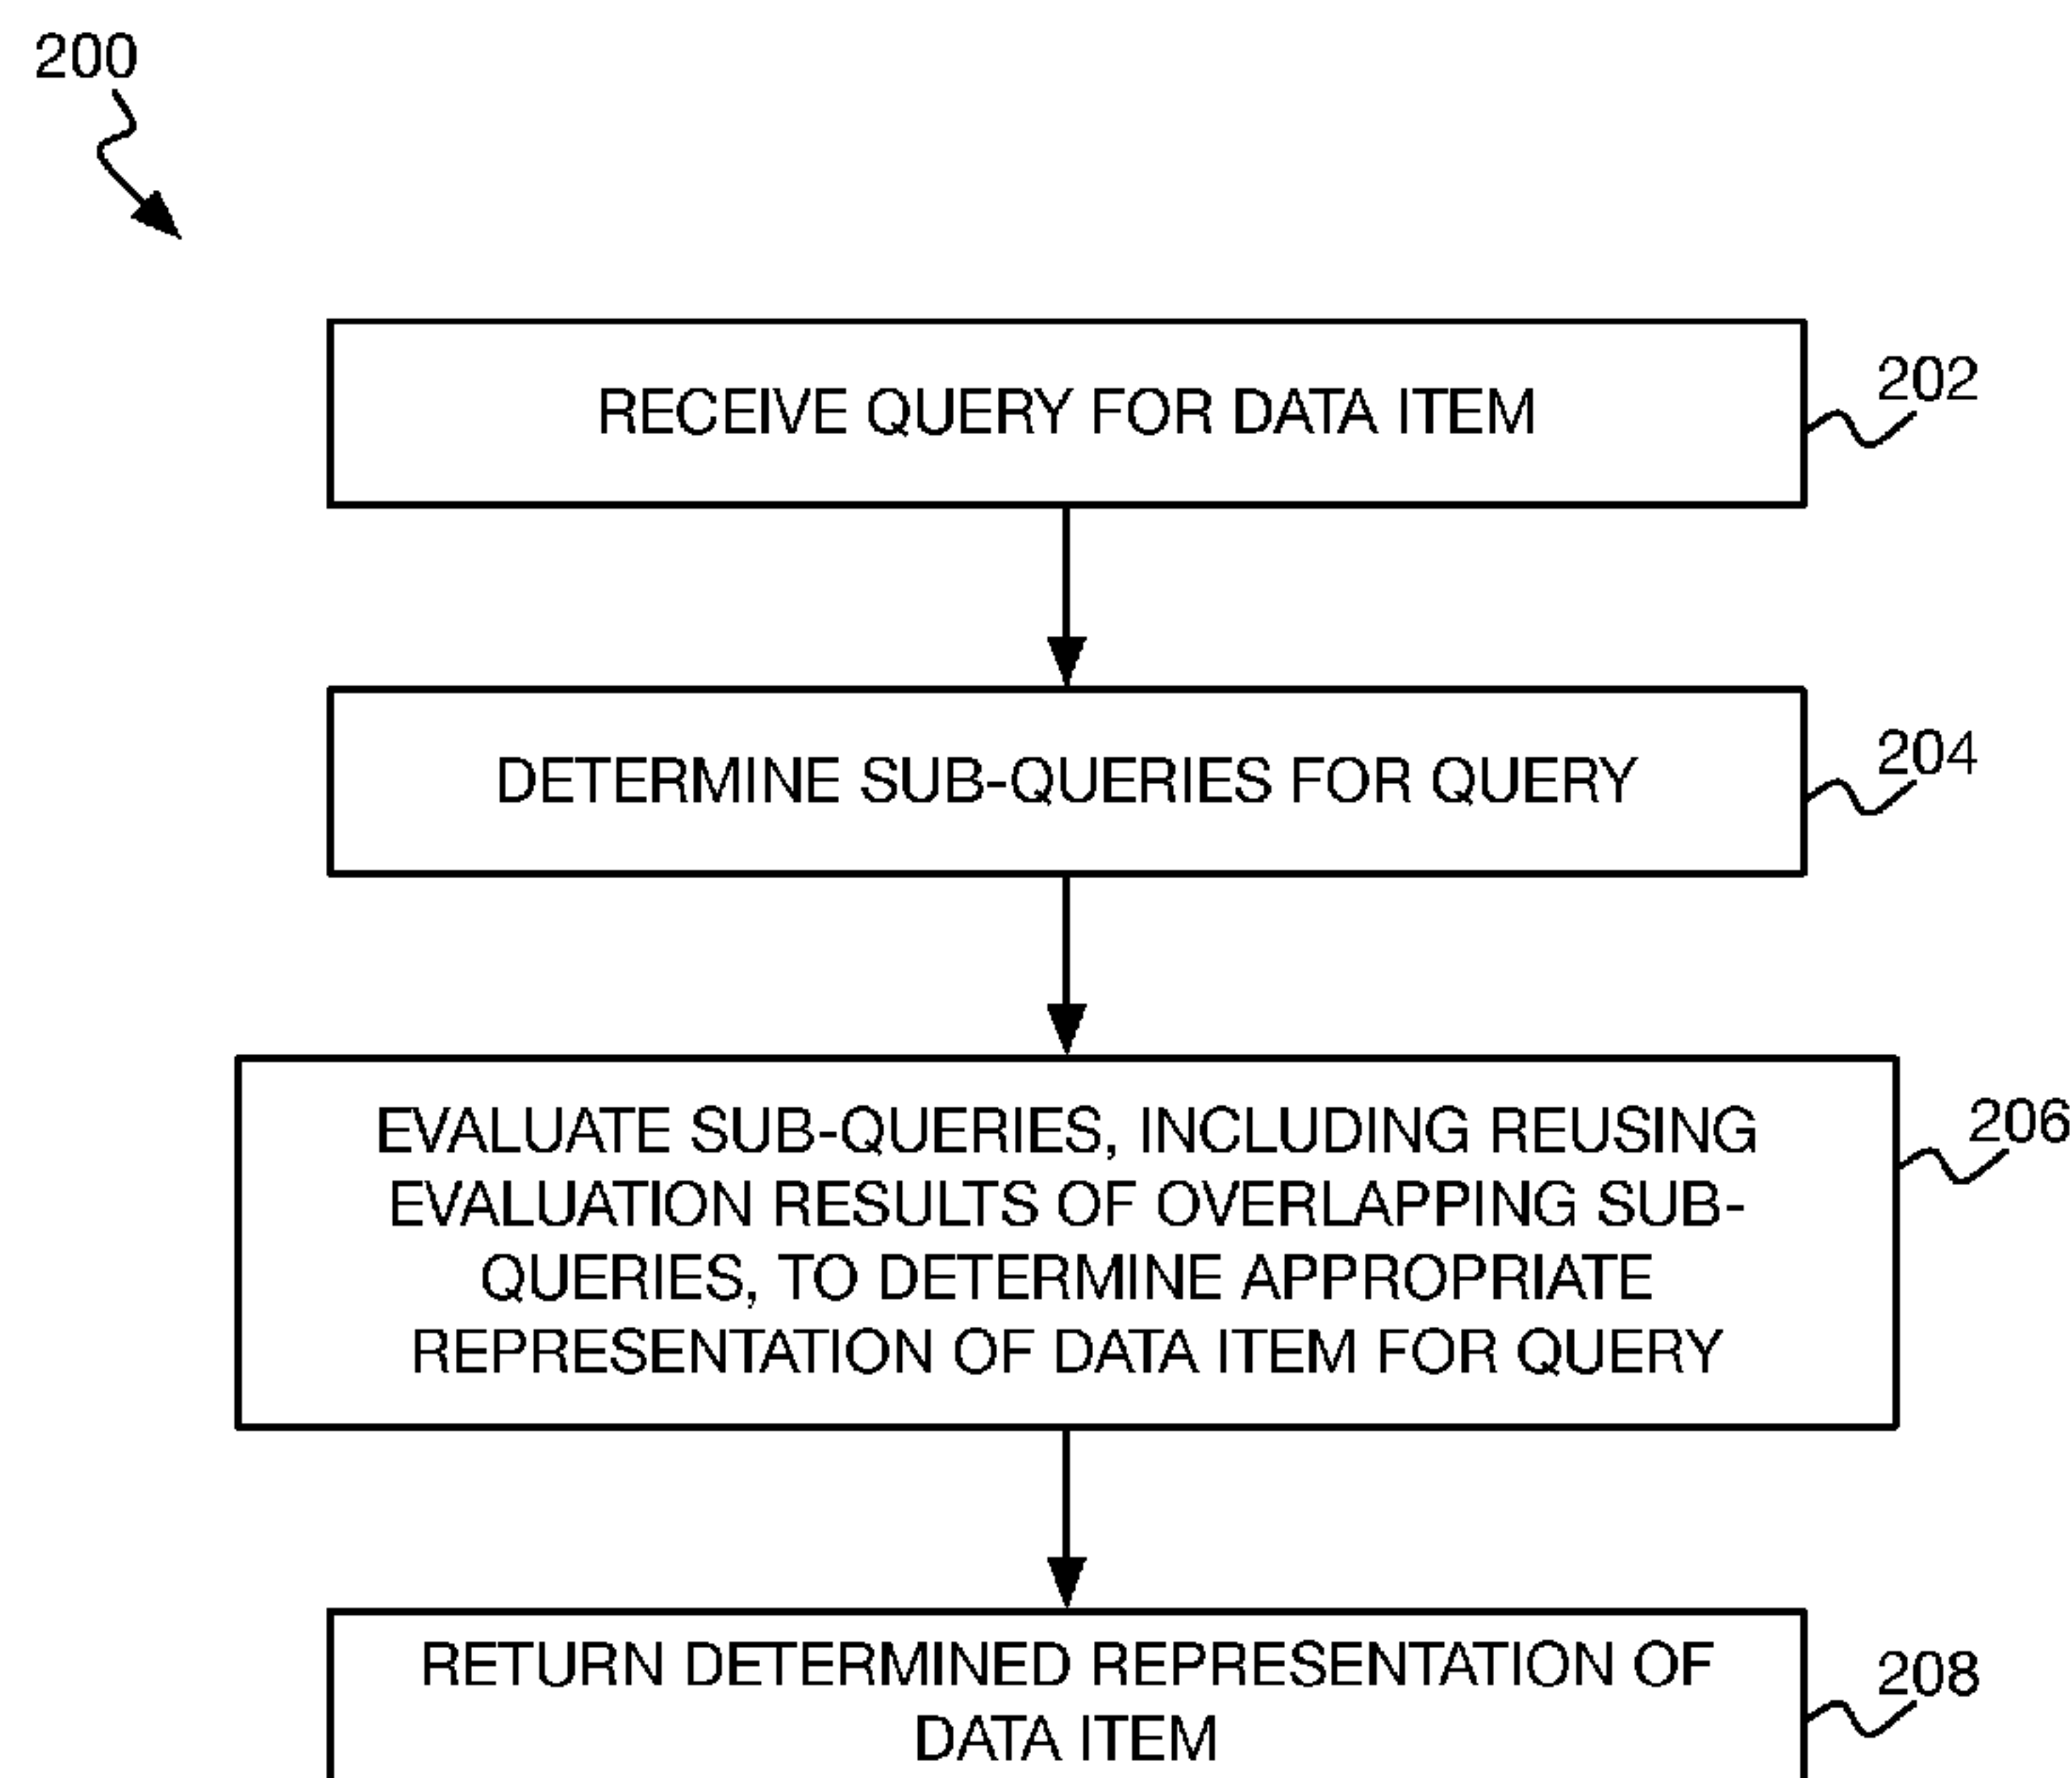 200
RECEIVE QUERY FOR DATA ITEM
202
DETERMINE SUB-QUERIES FOR QUERY
204
EVALUATE SUB-QUERIES, INCLUDING REUSING
EVALUATION RESULTS OF OVERLAPPING SUB-
QUERIES, TO DETERMINE APPROPRIATE
REPRESENTATION OF DATA ITEM FOR QUERY
206
RETURN DETERMINED REPRESENTATION OF
DATA ITEM
208